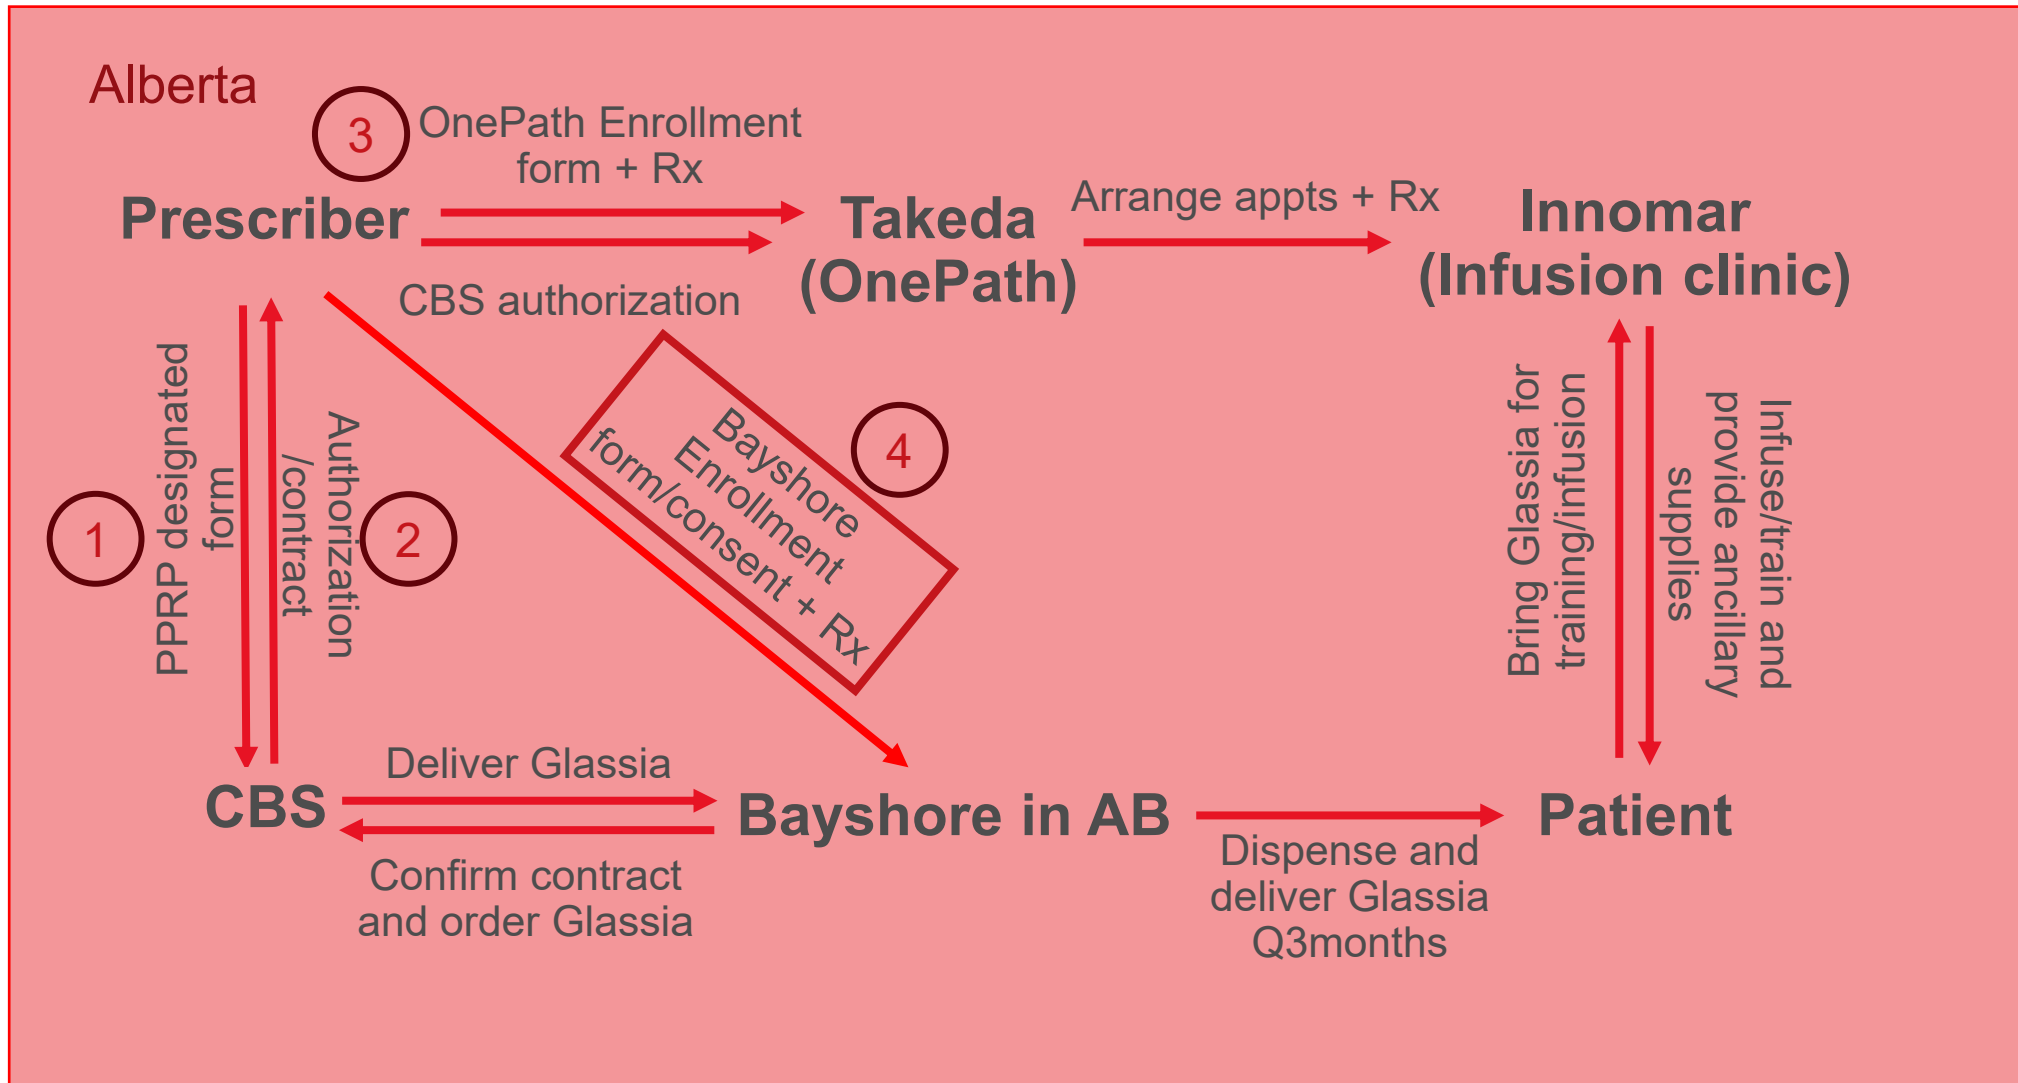 Alberta
3
OnePath Enrollment
form + Rx
Prescriber
Takeda
(OnePath)
Arrange appts + Rx
Innomar
(Infusion clinic)
CBS authorization
1
PPRP designated
form
Authorization
/contract
2
Bayshore
Enrollment
form/consent + Rx
4
Bring Glassia for
training/infusion
Infuse/train and
provide ancillary
supplies
CBS
Deliver Glassia
Confirm contract
and order Glassia
Bayshore in AB
Dispense and
deliver Glassia
Q3months
Patient